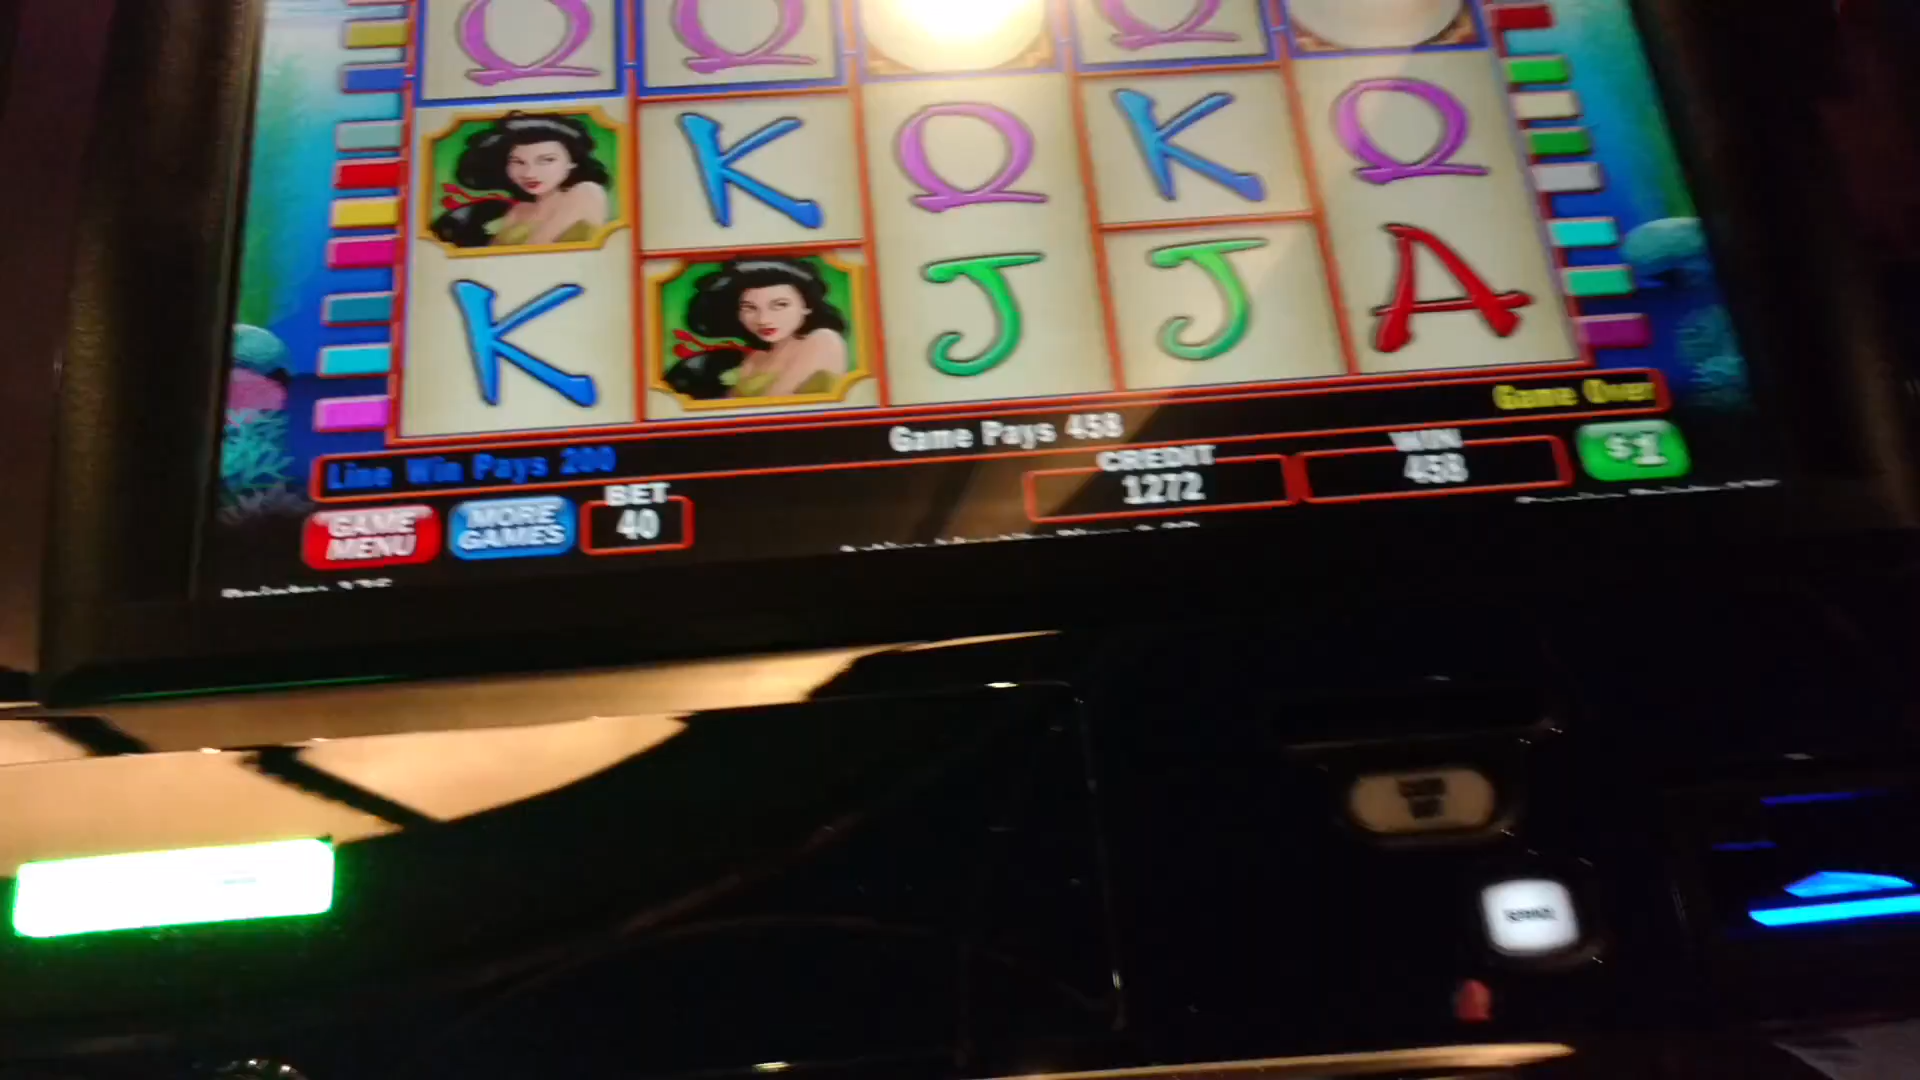 Q Q Q
K Q K Q
K J J A
Game Over
Game Pays 458
Line Win Pays 200
GAME MENU
MORE GAMES
BET
40
CREDIT
1272
WIN
458
$1